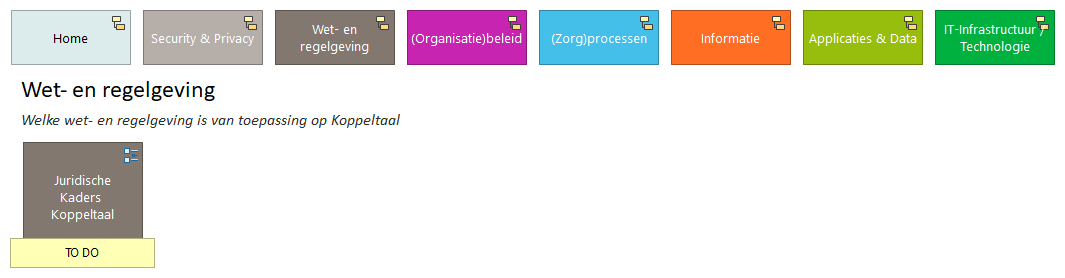 Home
Security & Privacy
Wet- en
regelgeving
(Organisatie)beleid
(Zorg)processen
Informatie
Applicaties & Data
IT-Infrastructuur /
Technologie
Wet- en regelgeving
Welke wet- en regelgeving is van toepassing op Koppeltaal
Juridische
Kaders
Koppeltaal
TO DO